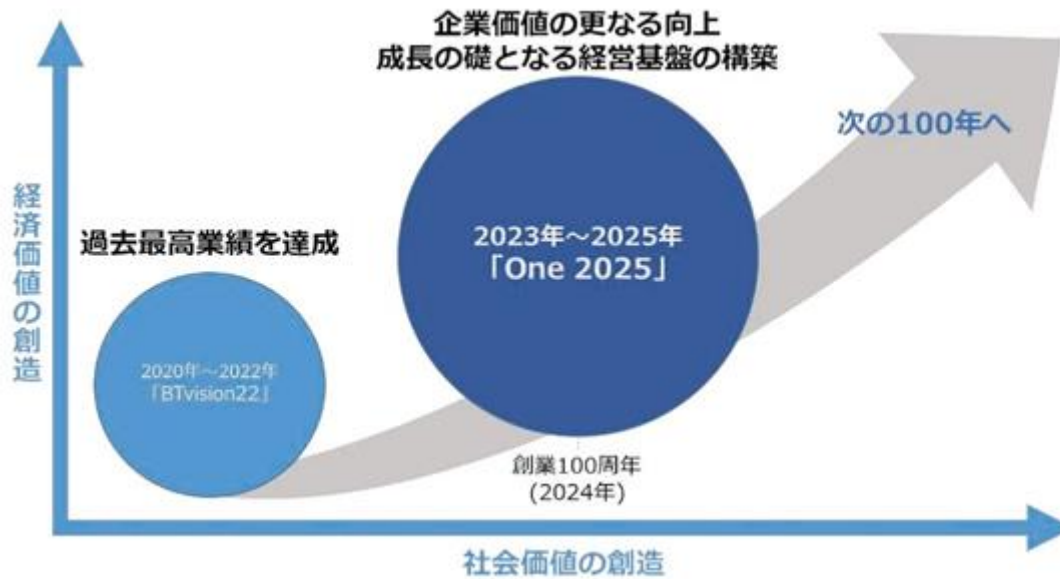 企業価値の更なる向上
成長の礎となる経営基盤の構築
次の100年へ
経済価値の創造
過去最高業績を達成
2023年～2025年
「One 2025」
2020年～2022年
「BTvision22」
創業100周年
(2024年)
社会価値の創造